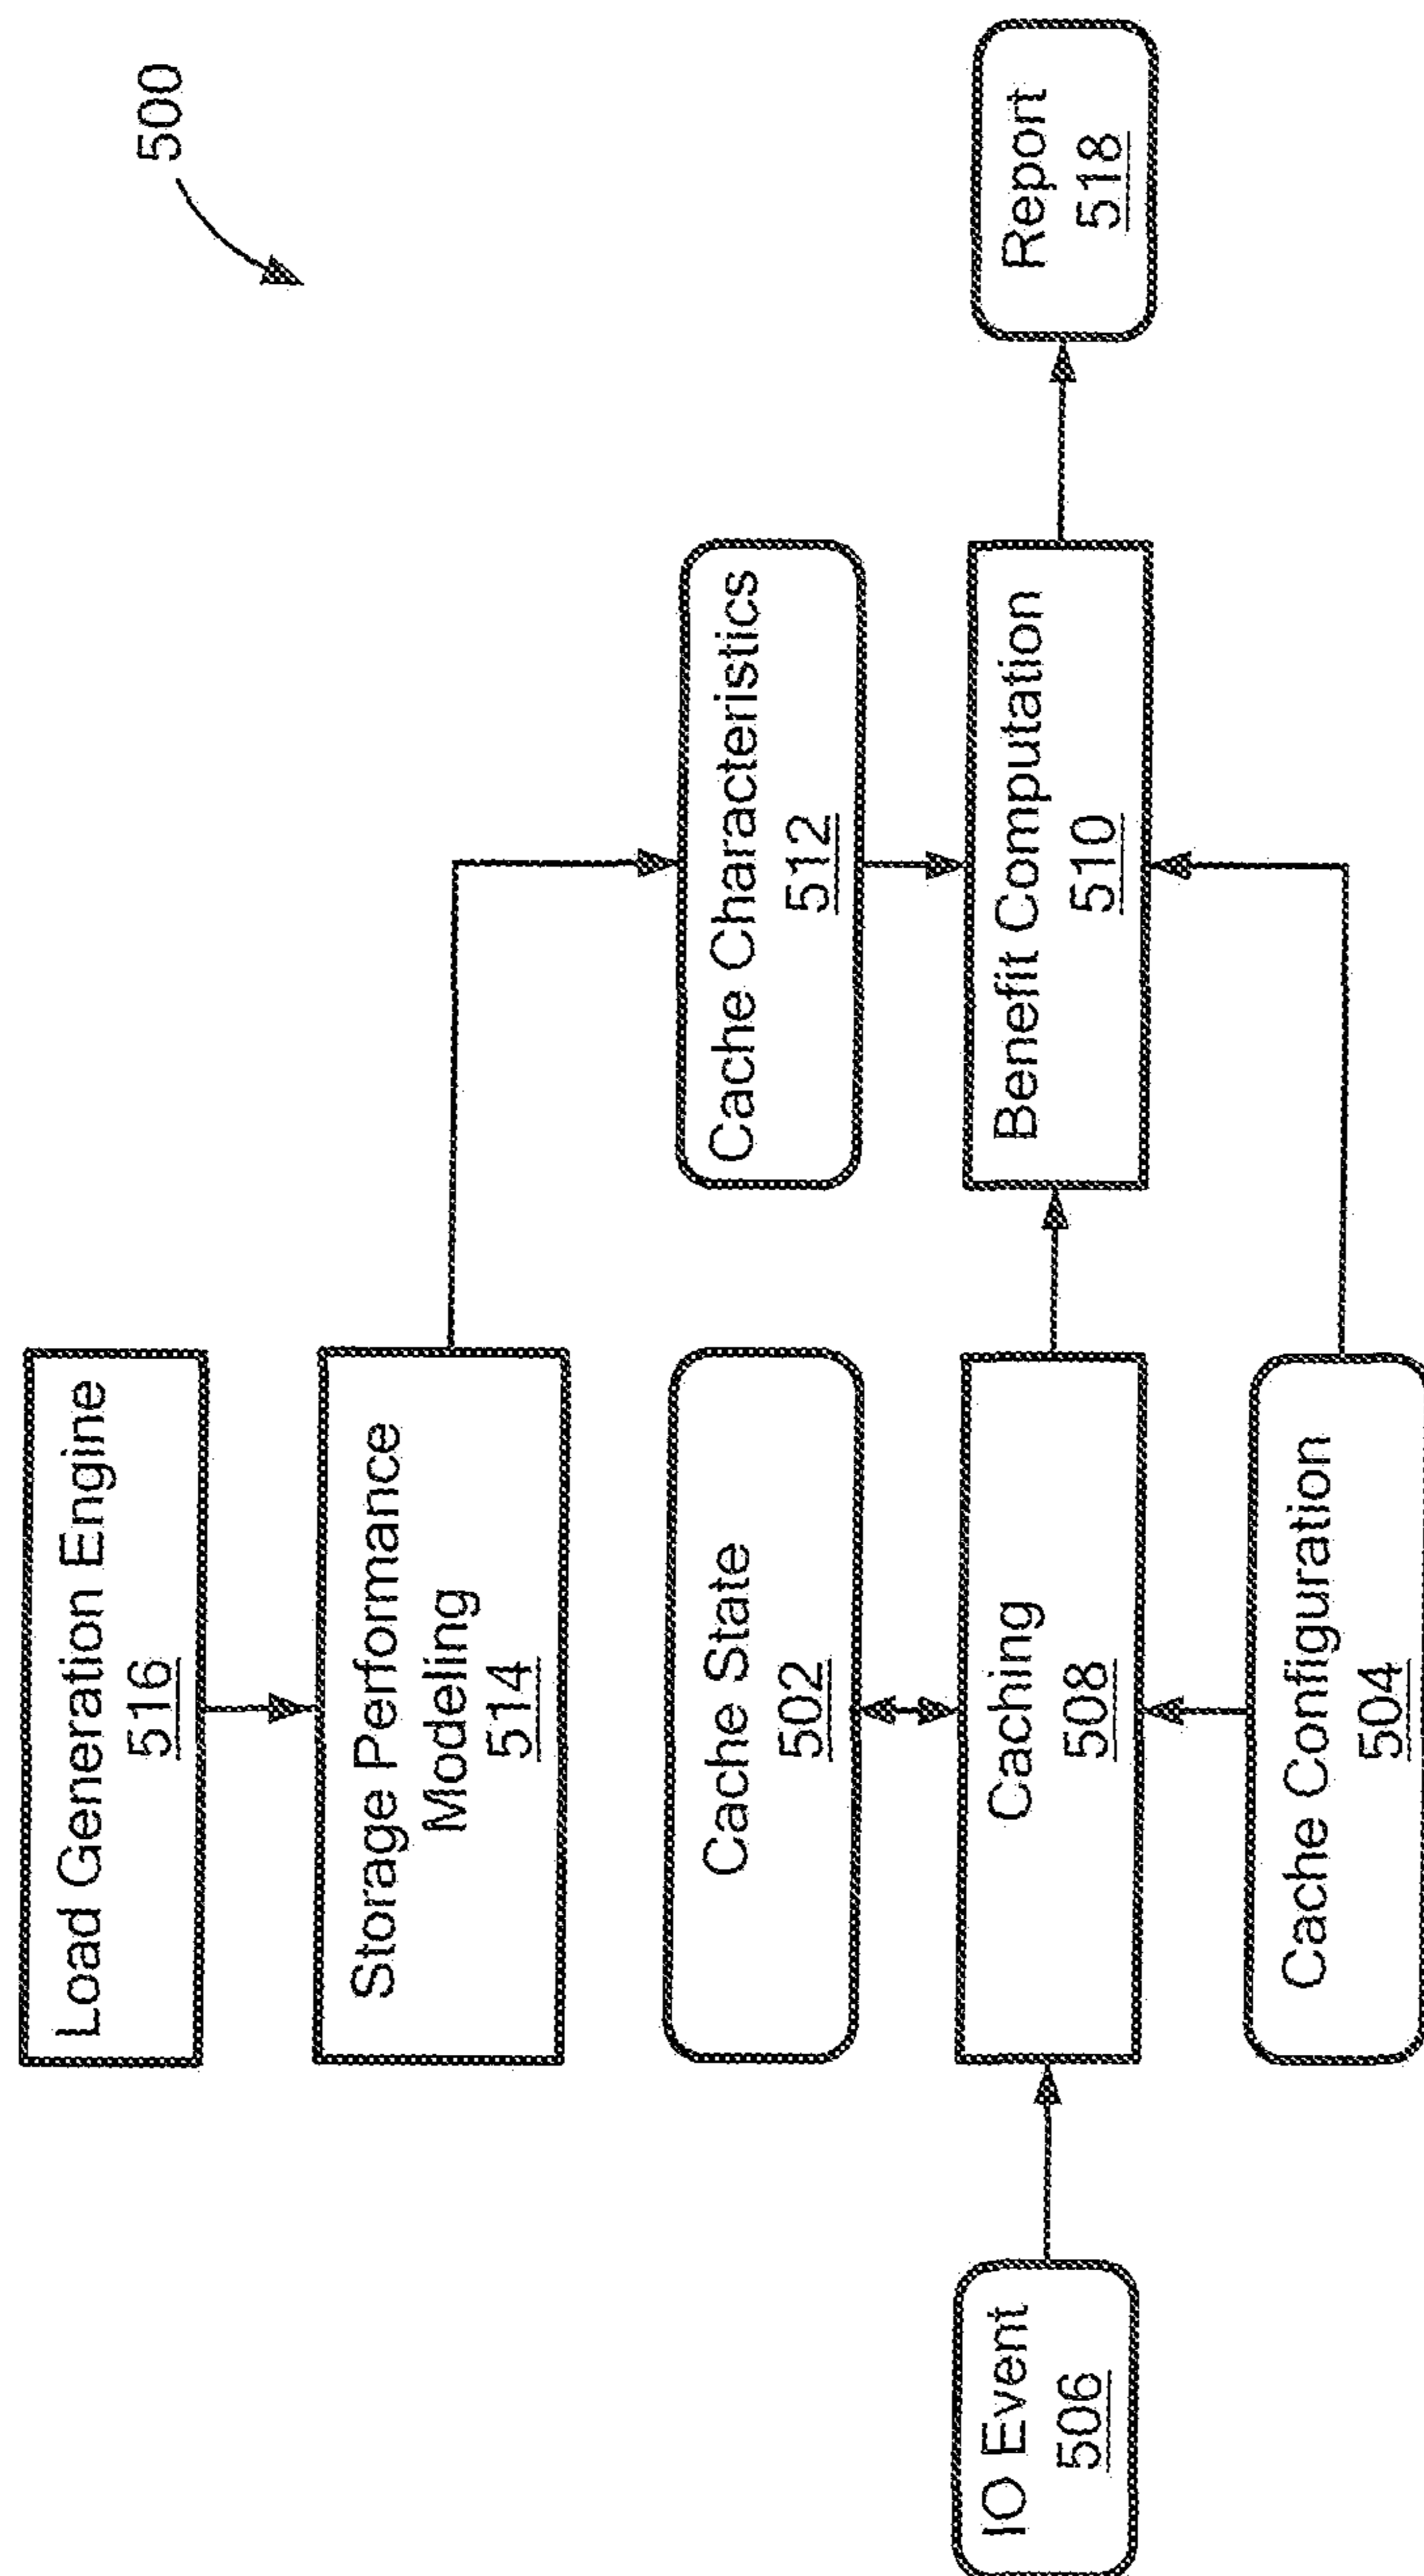 500
Load Generation Engine
516
Storage Performance
Modeling
514
Cache State
502
Cache Characteristics
512
IO Event
506
Caching
508
Benefit Computation
510
Report
518
Cache Configuration
504